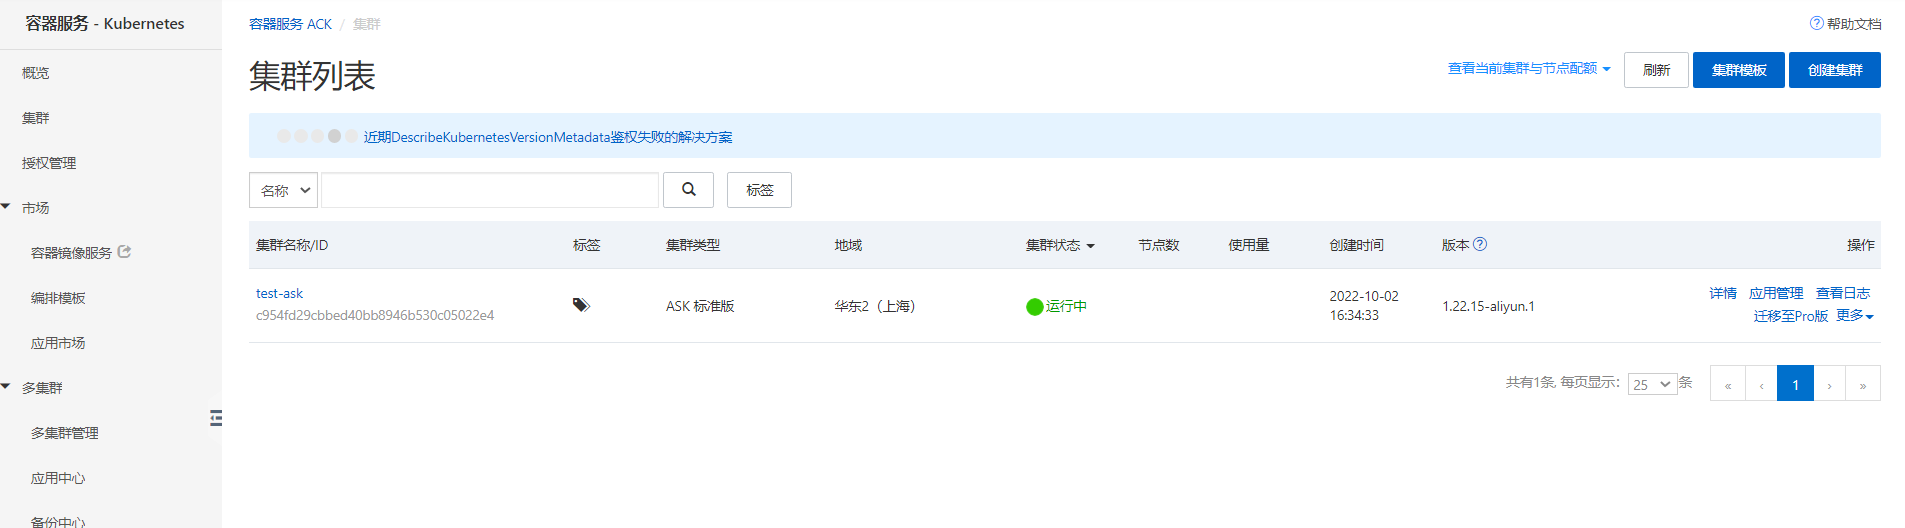 容器服务 - Kubernetes
概览
集群
授权管理
市场
容器镜像服务
编排模板
应用市场
多集群
多集群管理
应用中心
备份中心
容器服务 ACK / 集群
帮助文档
集群列表
查看当前集群与节点配额
刷新
集群模板
创建集群
近期DescribeKubernetesVersionMetadata鉴权失败的解决方案
名称
标签
集群名称/ID 标签 集群类型 地域 集群状态 节点数 使用量 创建时间 版本 操作
test-ask
c954fd29cbbed40bb8946b530c05022e4
ASK 标准版
华东2（上海）
运行中
2022-10-02
16:34:33
1.22.15-aliyun.1
详情 应用管理 查看日志
迁移至Pro版 更多
共有1条, 每页显示: 25 条 « ‹ 1 › »